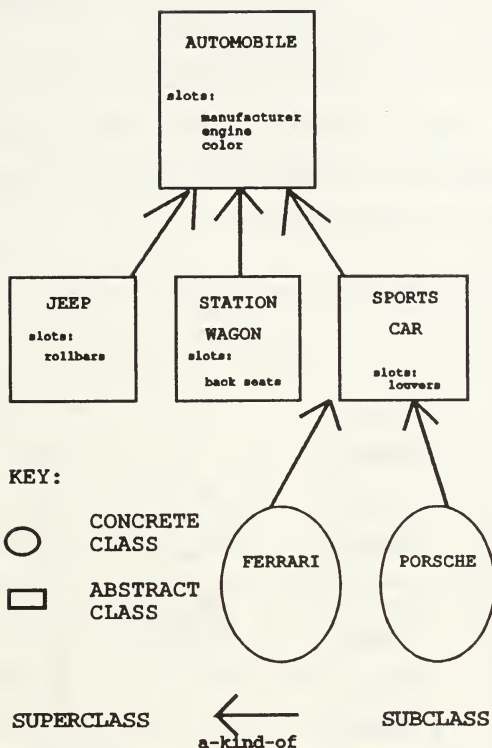 AUTOMOBILE
slots:
manufacturer
engine
color
JEEP
slots:
rollbars
STATION
WAGON
slots:
back seats
SPORTS
CAR
slots:
louvers
KEY:
CONCRETE
CLASS
ABSTRACT
CLASS
FERRARI
PORSCHE
SUPERCLASS
SUBCLASS
a-kind-of